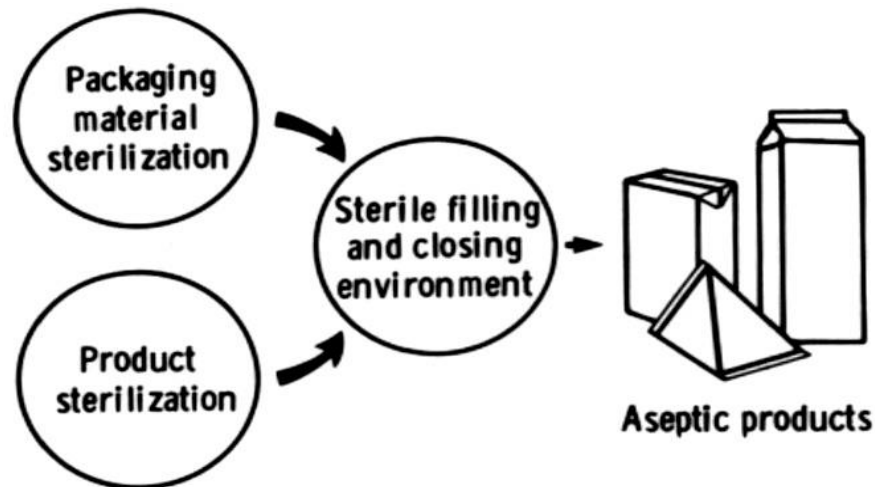 Packaging
material
sterilization
Sterile filling
and closing
environment
Product
sterilization
Aseptic products